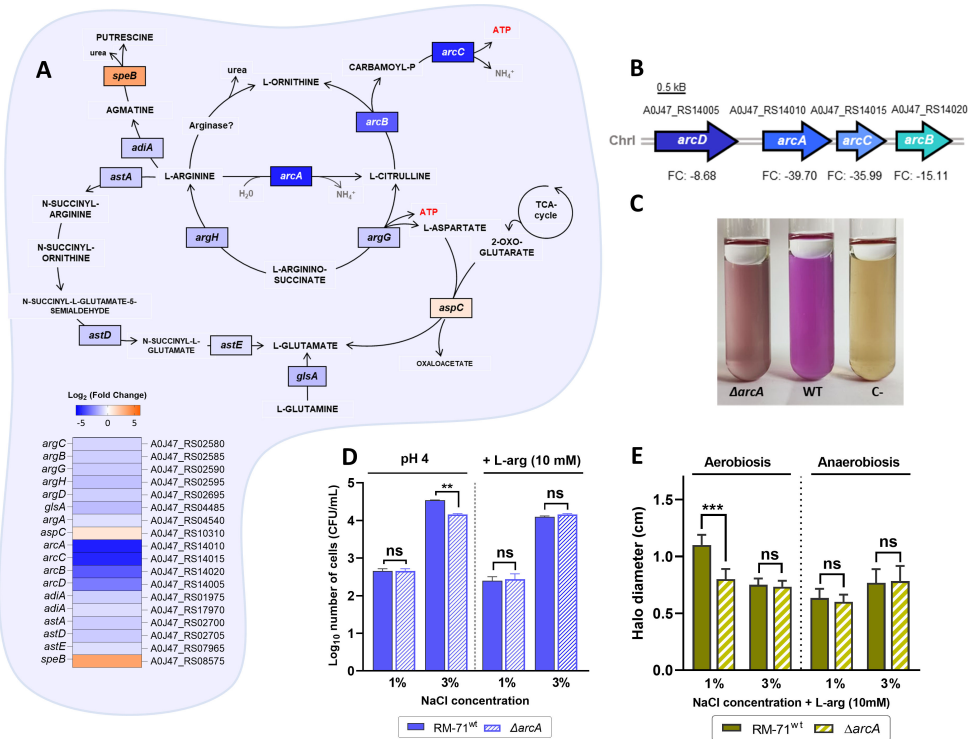 A
PUTRESCINE
urea
speB
AGMATINE
adiA
astA
N-SUCCINYL-
ARGININE
N-SUCCINYL-
ORNITHINE
N-SUCCINYL-L-GLUTAMATE-5-
SEMIALDEHYDE
astD
N-SUCCINYL-L-
GLUTAMATE
astE
L-GLUTAMATE
glsA
L-GLUTAMINE
urea
L-ORNITHINE
Arginase?
L-ARGININE
H20
arcA
NH4+
L-CITRULLINE
arcB
CARBAMOYL-P
arcC
ATP
NH4+
argH
L-ARGININO-
SUCCINATE
argG
ATP
L-ASPARTATE
TCA-
cycle
2-OXO-
GLUTARATE
aspC
OXALOACETATE
Log2 (Fold Change)
-5 0 5
argC A0J47_RS02580
argB A0J47_RS02585
argG A0J47_RS02590
argH A0J47_RS02595
argD A0J47_RS02695
glsA A0J47_RS04485
argA A0J47_RS04540
aspC A0J47_RS10310
arcA A0J47_RS14010
arcC A0J47_RS14015
arcB A0J47_RS14020
arcD A0J47_RS14005
adiA A0J47_RS01975
adiA A0J47_RS17970
astA A0J47_RS02700
astD A0J47_RS02705
astE A0J47_RS07965
speB A0J47_RS08575
B
0.5 kB
A0J47_RS14005 A0J47_RS14010 A0J47_RS14015 A0J47_RS14020
ChrI arcD arcA arcC arcB
FC: -8.68 FC: -39.70 FC: -35.99 FC: -15.11
C
ΔarcA WT C-
D
pH 4 + L-arg (10 mM)
Log10 number of cells (CFU/mL)
5
4
3
2
1
0
ns ** ns ns
1% 3% 1% 3%
NaCl concentration
RM-71wt ΔarcA
E
Aerobiosis Anaerobiosis
Halo diameter (cm)
1.5
1.0
0.5
0.0
*** ns ns ns
1% 3% 1% 3%
NaCl concentration + L-arg (10mM)
RM-71wt ΔarcA